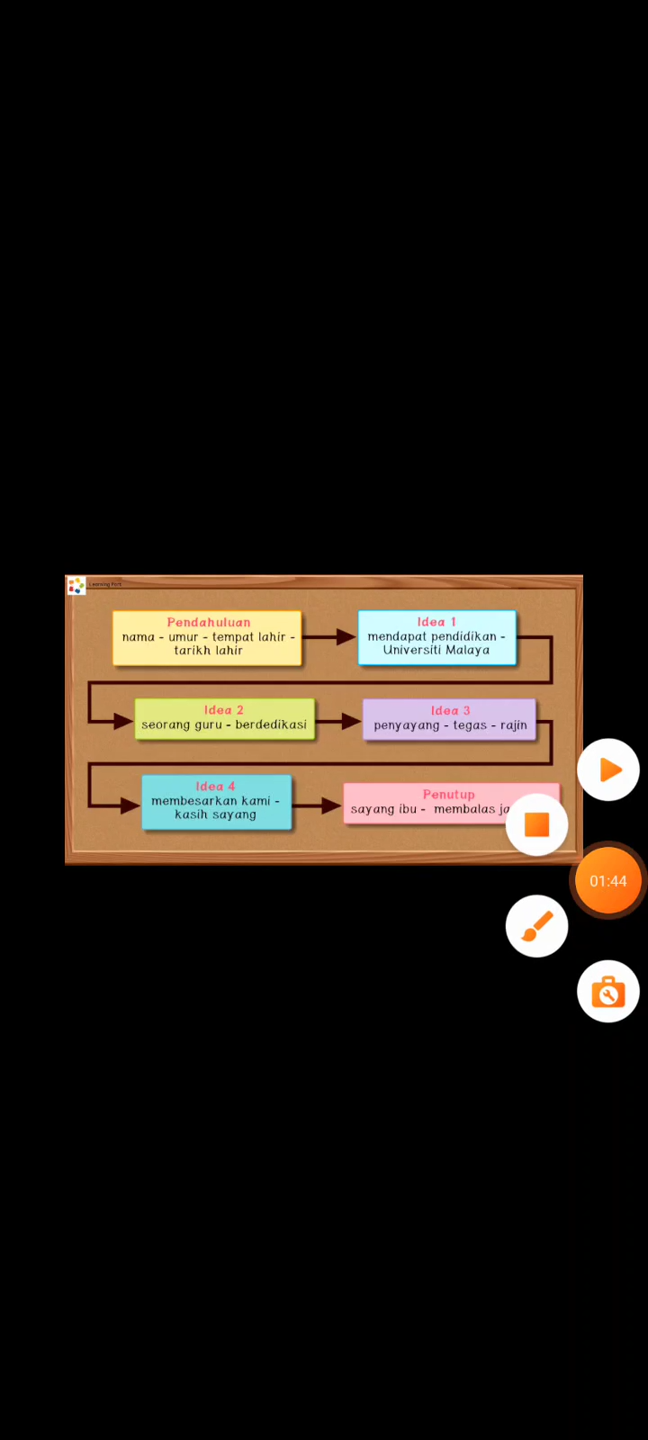 Learning Port
Pendahuluan
nama - umur - tempat lahir -
tarikh lahir
Idea 1
mendapat pendidikan -
Universiti Malaya
Idea 2
seorang guru - berdedikasi
Idea 3
penyayang - tegas - rajin
Idea 4
membesarkan kami -
kasih sayang
Penutup
sayang ibu - membalas
01:44